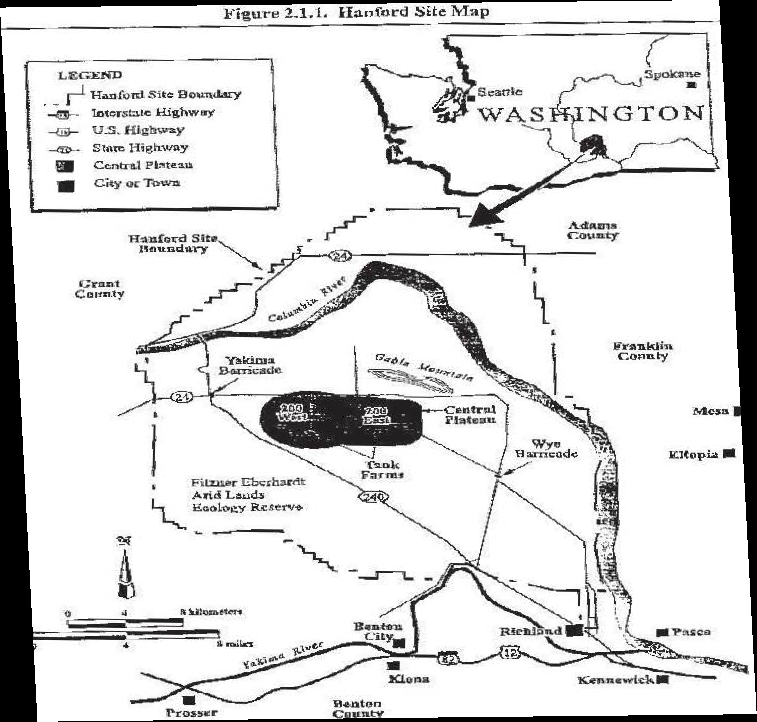 Figure 2.1.1. Hanford Site Map
LEGEND
Hanford Site Boundary
Interstate Highway
U.S. Highway
State Highway
Central Plateau
City or Town
Spokane
Seattle
WASHINGTON
Adams
County
Hanford Site
Boundary
24
Grant
County
Columbia River
Franklin
County
Yakima
Barricade
Gable Mountain
24
200
West
200
East
Central
Plateau
Mesa
Wye
Barricade
Eltopia
Tank
Farms
Fitzner Eberhardt
Arid Lands
Ecology Reserve
240
0 4 8 kilometers
4 8 miles
Benton
City
Richland
Pasco
Yakima River
82
12
Kiona
Kennewick
Prosser
Benton
County